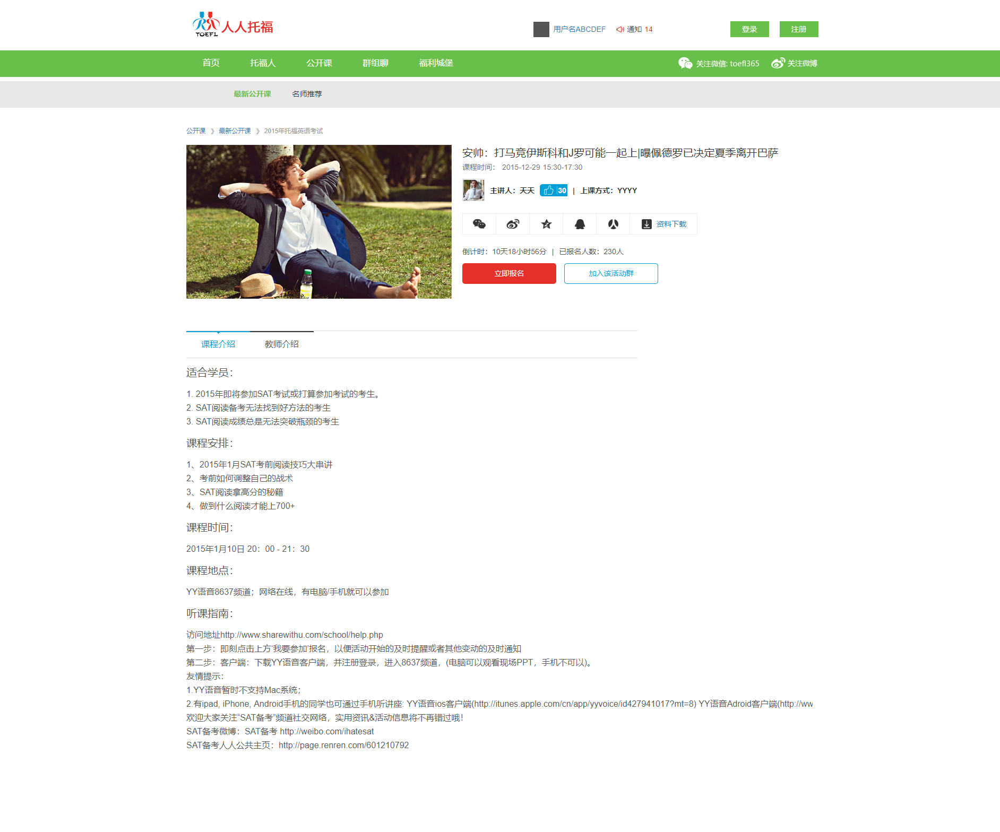 TOEFL 人人托福
用户名ABCDEF 通知 14
登录 注册
首页 托福人 公开课 群组聊 福利城堡
关注微信: toefl365 关注微博
最新公开课 名师推荐
公开课 》 最新公开课 》 2015年托福英语考试
安帅：打马竞伊斯科和J罗可能一起上|曝佩德罗已决定夏季离开巴萨
课程时间： 2015-12-29 15:30-17:30
主讲人：天天 30 | 上课方式：YYYY
资料下载
倒计时：10天18小时56分 | 已报名人数：230人
立即报名 加入该活动群
课程介绍 教师介绍
适合学员：
1. 2015年即将参加SAT考试或打算参加考试的考生。
2. SAT阅读备考无法找到好方法的考生
3. SAT阅读成绩总是无法突破瓶颈的考生
课程安排：
1、2015年1月SAT考前阅读技巧大串讲
2、考前如何调整自己的战术
3、SAT阅读拿高分的秘籍
4、做到什么阅读才能上700+
课程时间：
2015年1月10日 20：00 - 21：30
课程地点：
YY语音8637频道；网络在线，有电脑/手机就可以参加
听课指南：
访问地址http://www.sharewithu.com/school/help.php
第一步：即刻点击上方‘我要参加’报名，以便活动开始的及时提醒或者其他变动的及时通知
第二步：客户端：下载YY语音客户端，并注册登录，进入8637频道，(电脑可以观看现场PPT，手机不可以)。
友情提示：
1.YY语音暂时不支持Mac系统；
2.有ipad, iPhone, Android手机的同学也可通过手机听讲座: YY语音ios客户端(http://itunes.apple.com/cn/app/yyvoice/id427941017?mt=8) YY语音Adroid客户端(http://ww
欢迎大家关注“SAT备考”频道社交网络，实用资讯&活动信息将不再错过哦！
SAT备考微博：SAT备考 http://weibo.com/ihatesat
SAT备考人人公共主页：http://page.renren.com/601210792